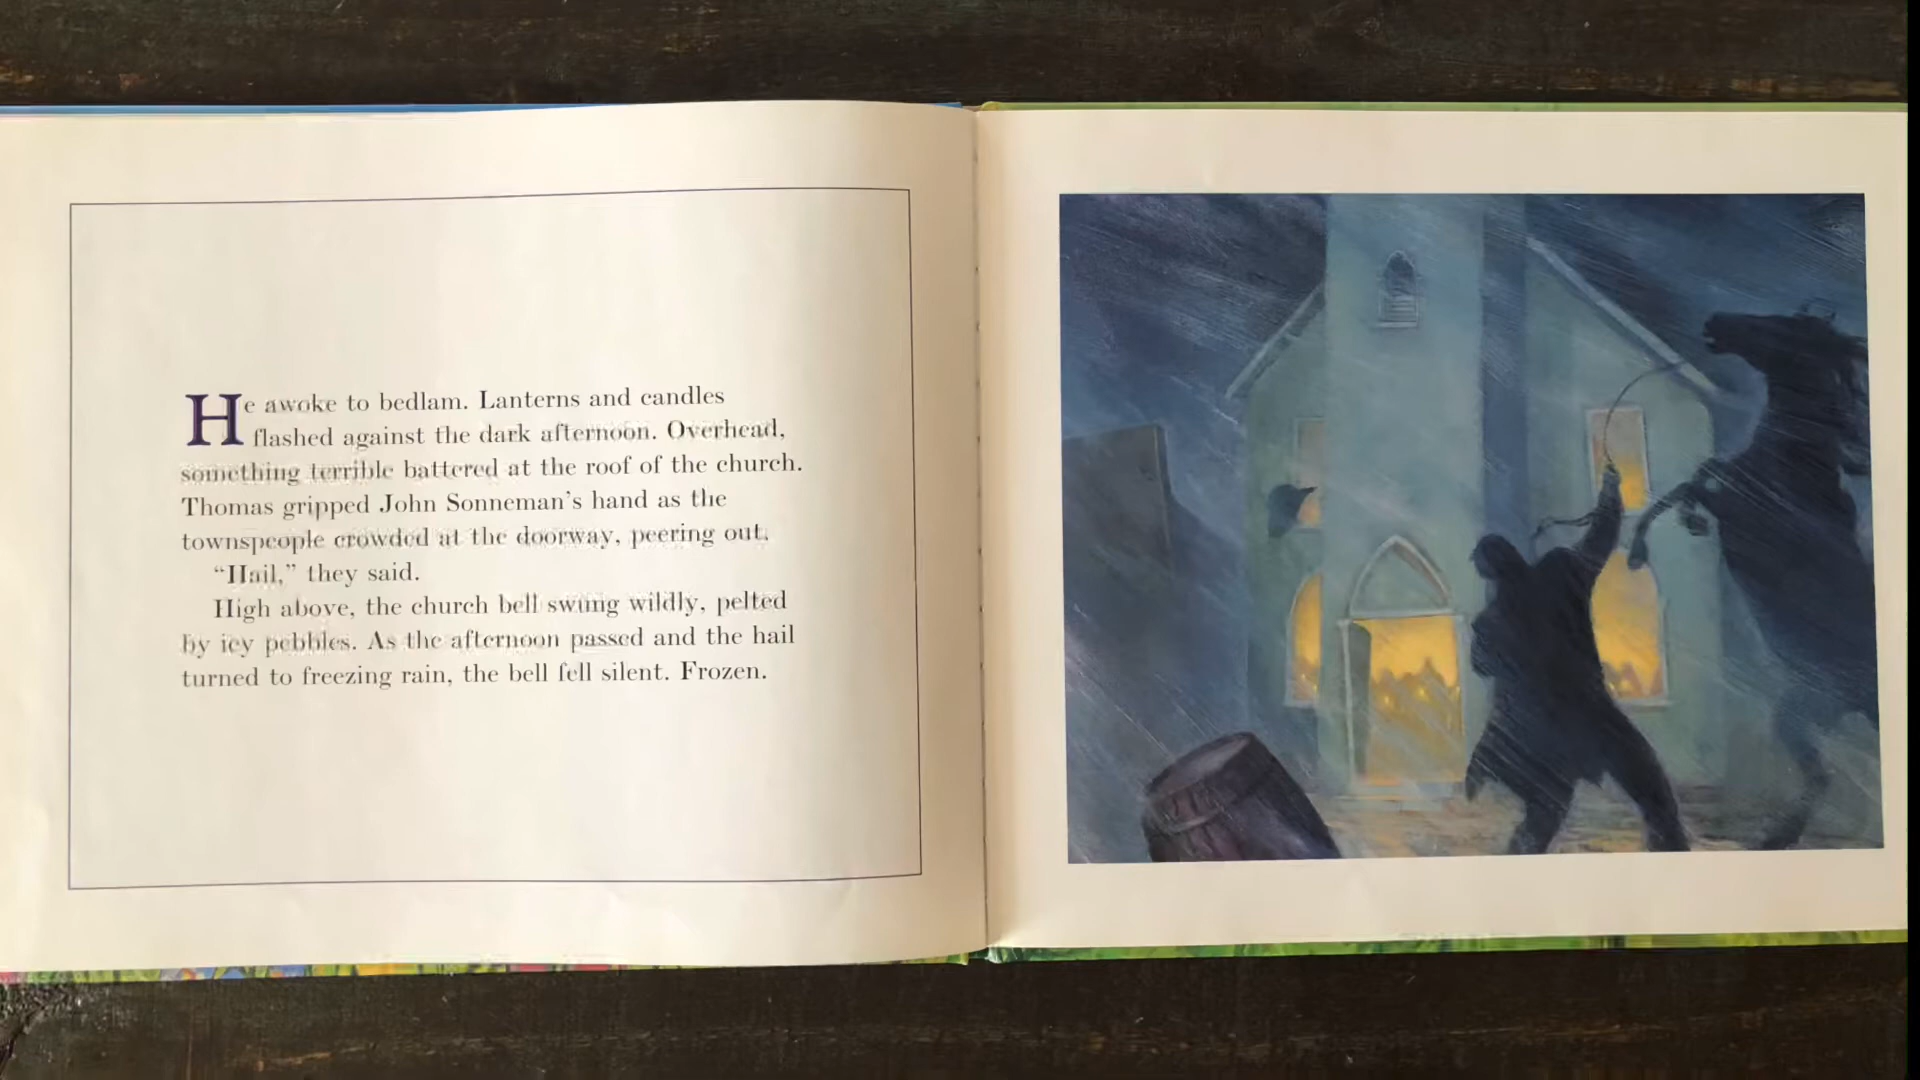 He awoke to bedlam. Lanterns and candles
flashed against the dark afternoon. Overhead,
something terrible battered at the roof of the church.
Thomas gripped John Sonneman's hand as the
townspeople crowded at the doorway, peering out.
“Hail,” they said.
High above, the church bell swung wildly, pelted
by icy pebbles. As the afternoon passed and the hail
turned to freezing rain, the bell fell silent. Frozen.